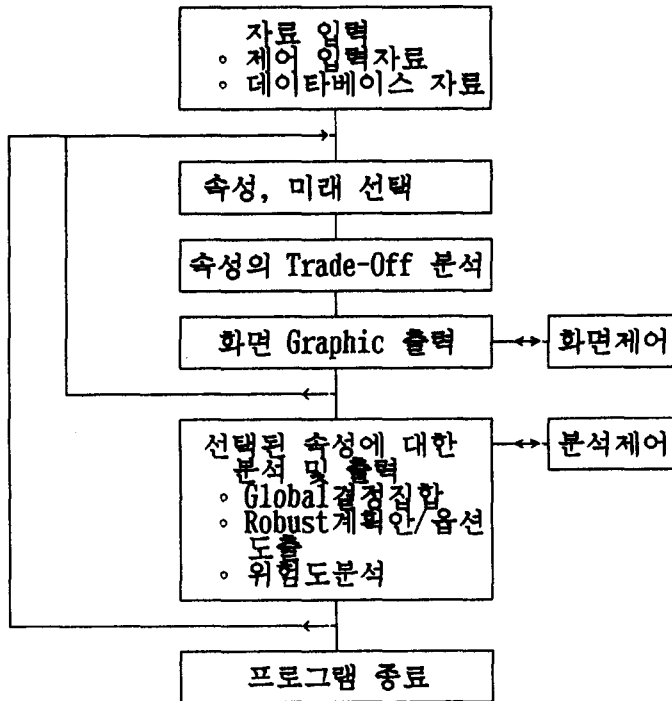 자료 입력
◦ 제어 입력자료
◦ 데이타베이스 자료
속성, 미래 선택
속성의 Trade-Off 분석
화면 Graphic 출력
화면제어
선택된 속성에 대한
분석 및 출력
◦ Global결정집합
◦ Robust계획안/옵션
도출
◦ 위험도분석
분석제어
프로그램 종료